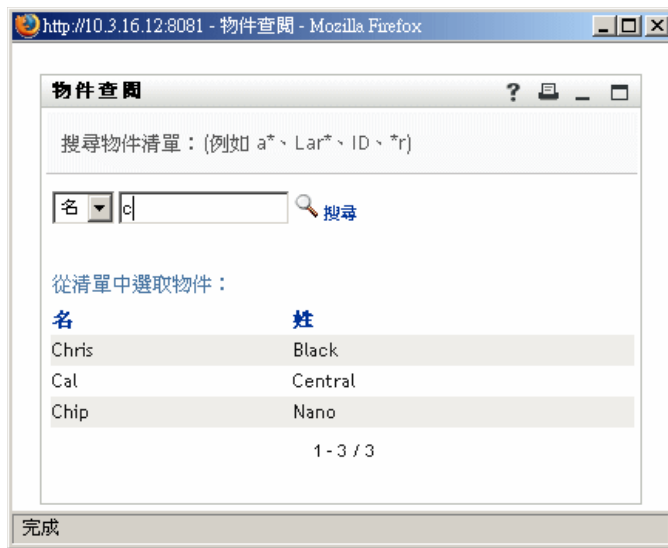 http://10.3.16.12:8081 - 物件查閱 - Mozilla Firefox
物件查閱
搜尋物件清單：(例如 a*、Lar*、ID、*r)
名 c 搜尋
從清單中選取物件：
名 姓
Chris Black
Cal Central
Chip Nano
1 - 3 / 3
完成